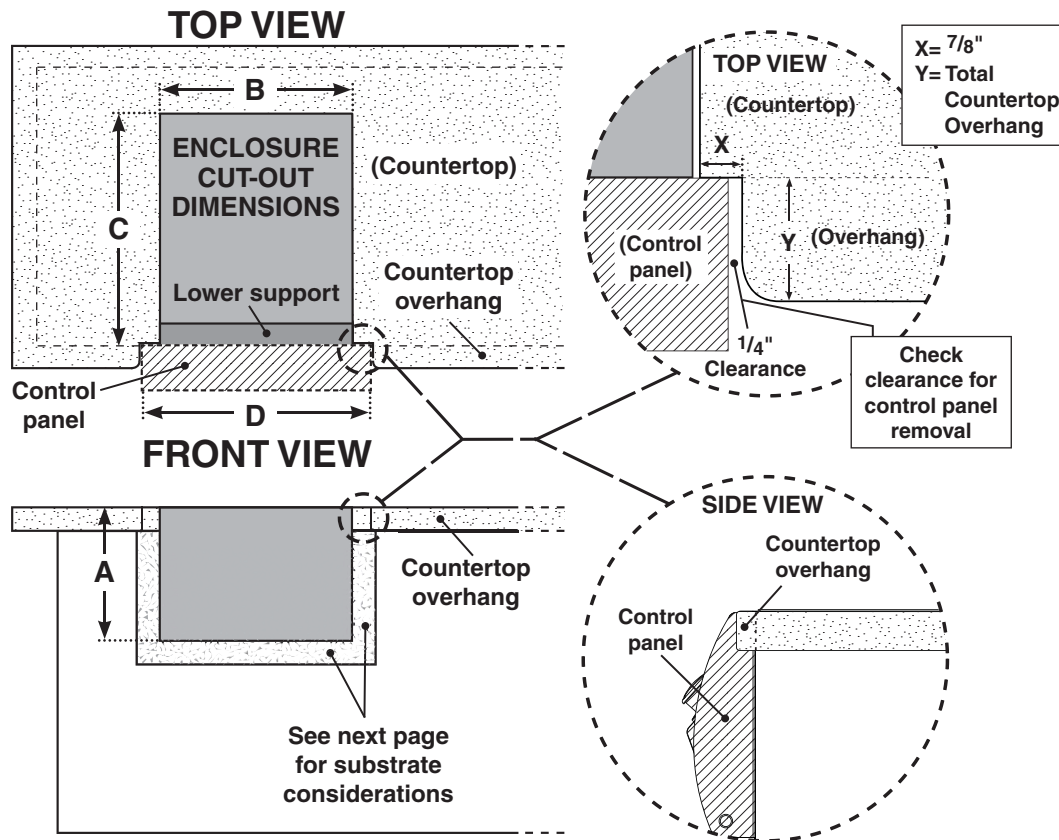 TOP VIEW
B
ENCLOSURE
CUT-OUT
DIMENSIONS
C
(Countertop)
Lower support
Countertop
overhang
Control
panel
D
TOP VIEW
(Countertop)
X
(Control
panel)
Y
(Overhang)
1/4"
Clearance
X= 7/8"
Y= Total
Countertop
Overhang
Check
clearance for
control panel
removal
FRONT VIEW
A
Countertop
overhang
See next page
for substrate
considerations
SIDE VIEW
Countertop
overhang
Control
panel